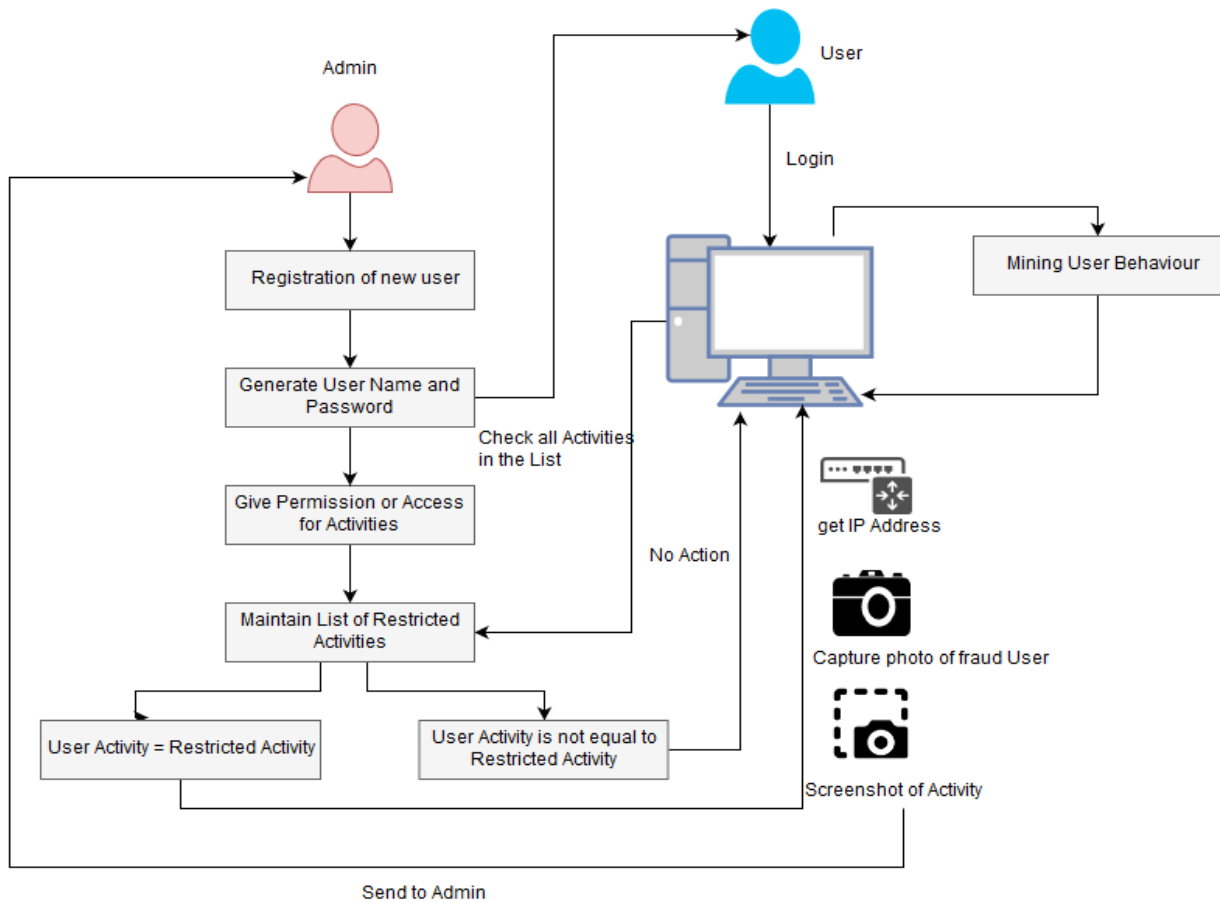 User
Admin
Login
Registration of new user
Mining User Behaviour
Generate User Name and
Password
Check all Activities
in the List
Give Permission or Access
for Activities
get IP Address
No Action
Maintain List of Restricted
Activities
Capture photo of fraud User
User Activity = Restricted Activity
User Activity is not equal to
Restricted Activity
Screenshot of Activity
Send to Admin